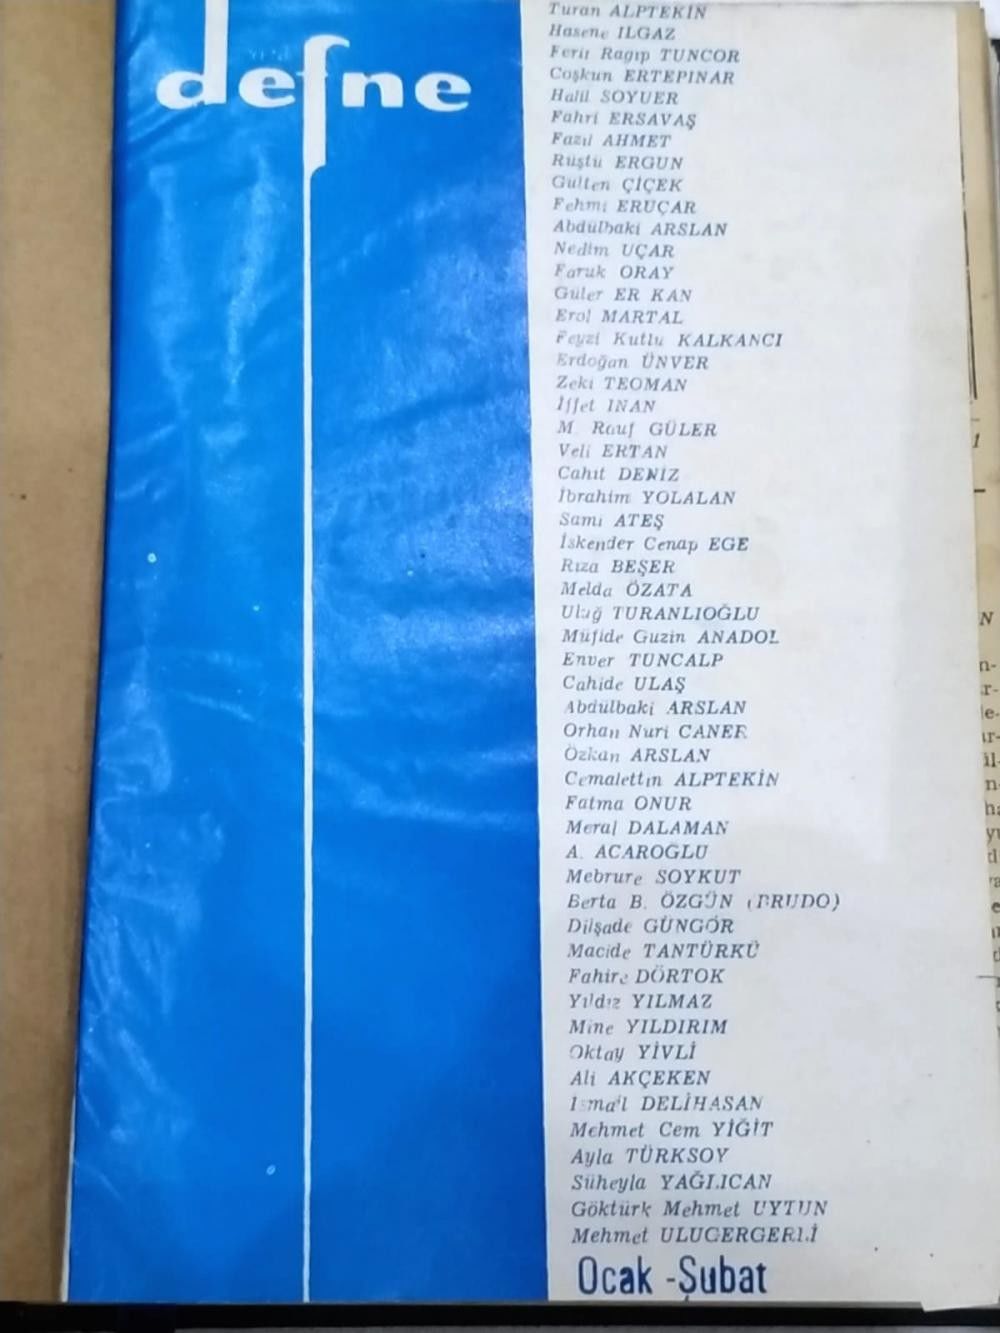 defne
Turan ALPTEKİN
Hasene ILGAZ
Ferit Ragıp TUNCOR
Coşkun ERTEPINAR
Halil SOYUER
Fahri ERSAVAŞ
Fazıl AHMET
Rüştü ERGUN
Gülten ÇİÇEK
Fehmi ERUÇAR
Abdülbaki ARSLAN
Nedim UÇAR
Faruk ORAY
Güler ER KAN
Erol MARTAL
Feyzi Kutlu KALKANCI
Erdoğan ÜNVER
Zeki TEOMAN
İffet INAN
M. Rauf GÜLER
Veli ERTAN
Cahit DENİZ
İbrahim YOLALAN
Sami ATEŞ
İskender Cenap EGE
Rıza BEŞER
Melda ÖZATA
Uluğ TURANLIOĞLU
Müfide Guzin ANADOL
Enver TUNCALP
Cahide ULAŞ
Abdülbaki ARSLAN
Orhan Nuri CANER
Özkan ARSLAN
Cemalettin ALPTEKİN
Fatma ONUR
Meral DALAMAN
A. ACAROĞLU
Mebrure SOYKUT
Berta B. ÖZGÜN (BRUDO)
Dilşade GÜNGÖR
Macide TANTÜRKÜ
Fahire DÖRTOK
Yıldız YILMAZ
Mine YILDIRIM
Oktay YİVLİ
Ali AKÇEKEN
İsmail DELİHASAN
Mehmet Cem YİĞİT
Ayla TÜRKSOY
Süheyla YAĞLICAN
Göktürk Mehmet UYTUN
Mehmet ULUGERGERLİ
Ocak -Şubat